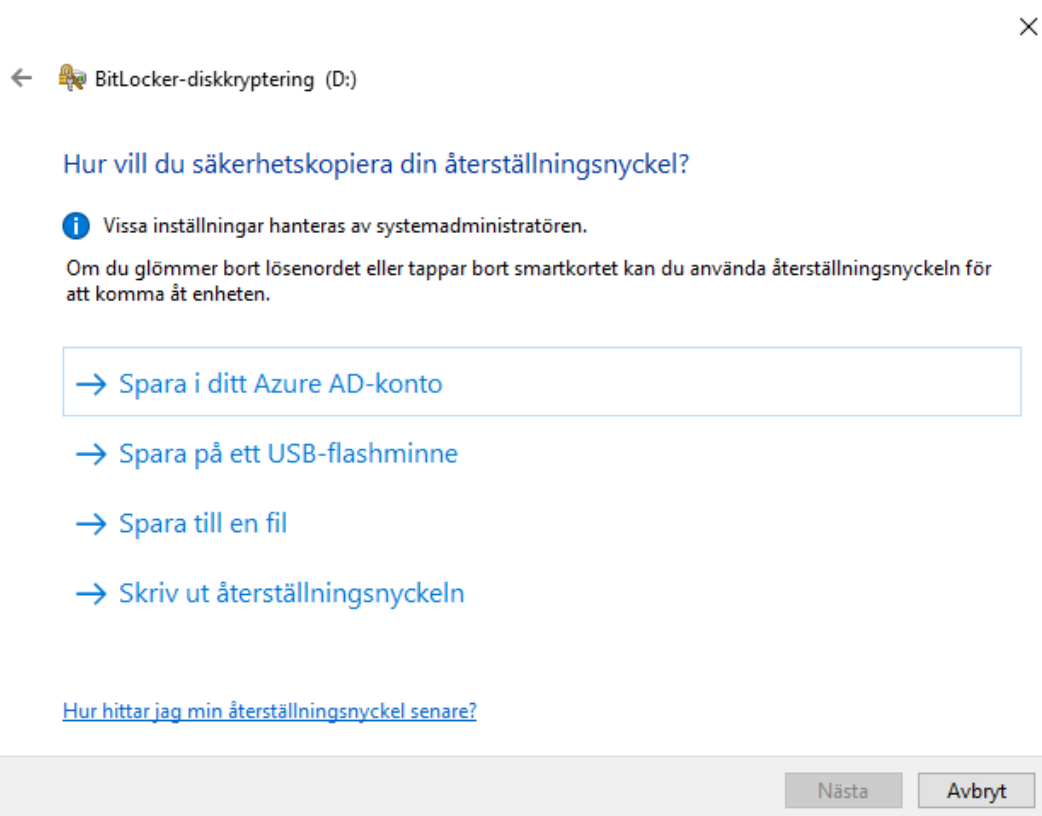 BitLocker-diskkryptering (D:)
Hur vill du säkerhetskopiera din återställningsnyckel?
Vissa inställningar hanteras av systemadministratören.
Om du glömmer bort lösenordet eller tappar bort smartkortet kan du använda återställningsnyckeln för
att komma åt enheten.
Spara i ditt Azure AD-konto
Spara på ett USB-flashminne
Spara till en fil
Skriv ut återställningsnyckeln
Hur hittar jag min återställningsnyckel senare?
Nästa
Avbryt